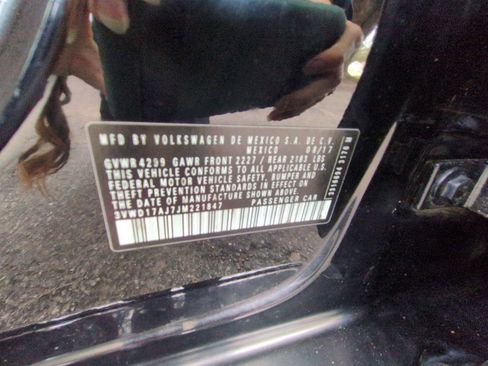 MFD BY VOLKSWAGEN DE MEXICO S.A. DE C.V.
MEXICO 08/17
GVWR4299 GAWR FRONT 2227 / REAR 2183 LBS
THIS VEHICLE CONFORMS TO ALL APPLICABLE
FEDERAL MOTOR VEHICLE SAFETY, BUMPER AND
THEFT PREVENTION STANDARDS IN EFFECT ON
THE DATE OF MANUFACTURE SHOWN ABOVE. U.S.
3VWD17AJ7JM221647 PASSENGER CAR